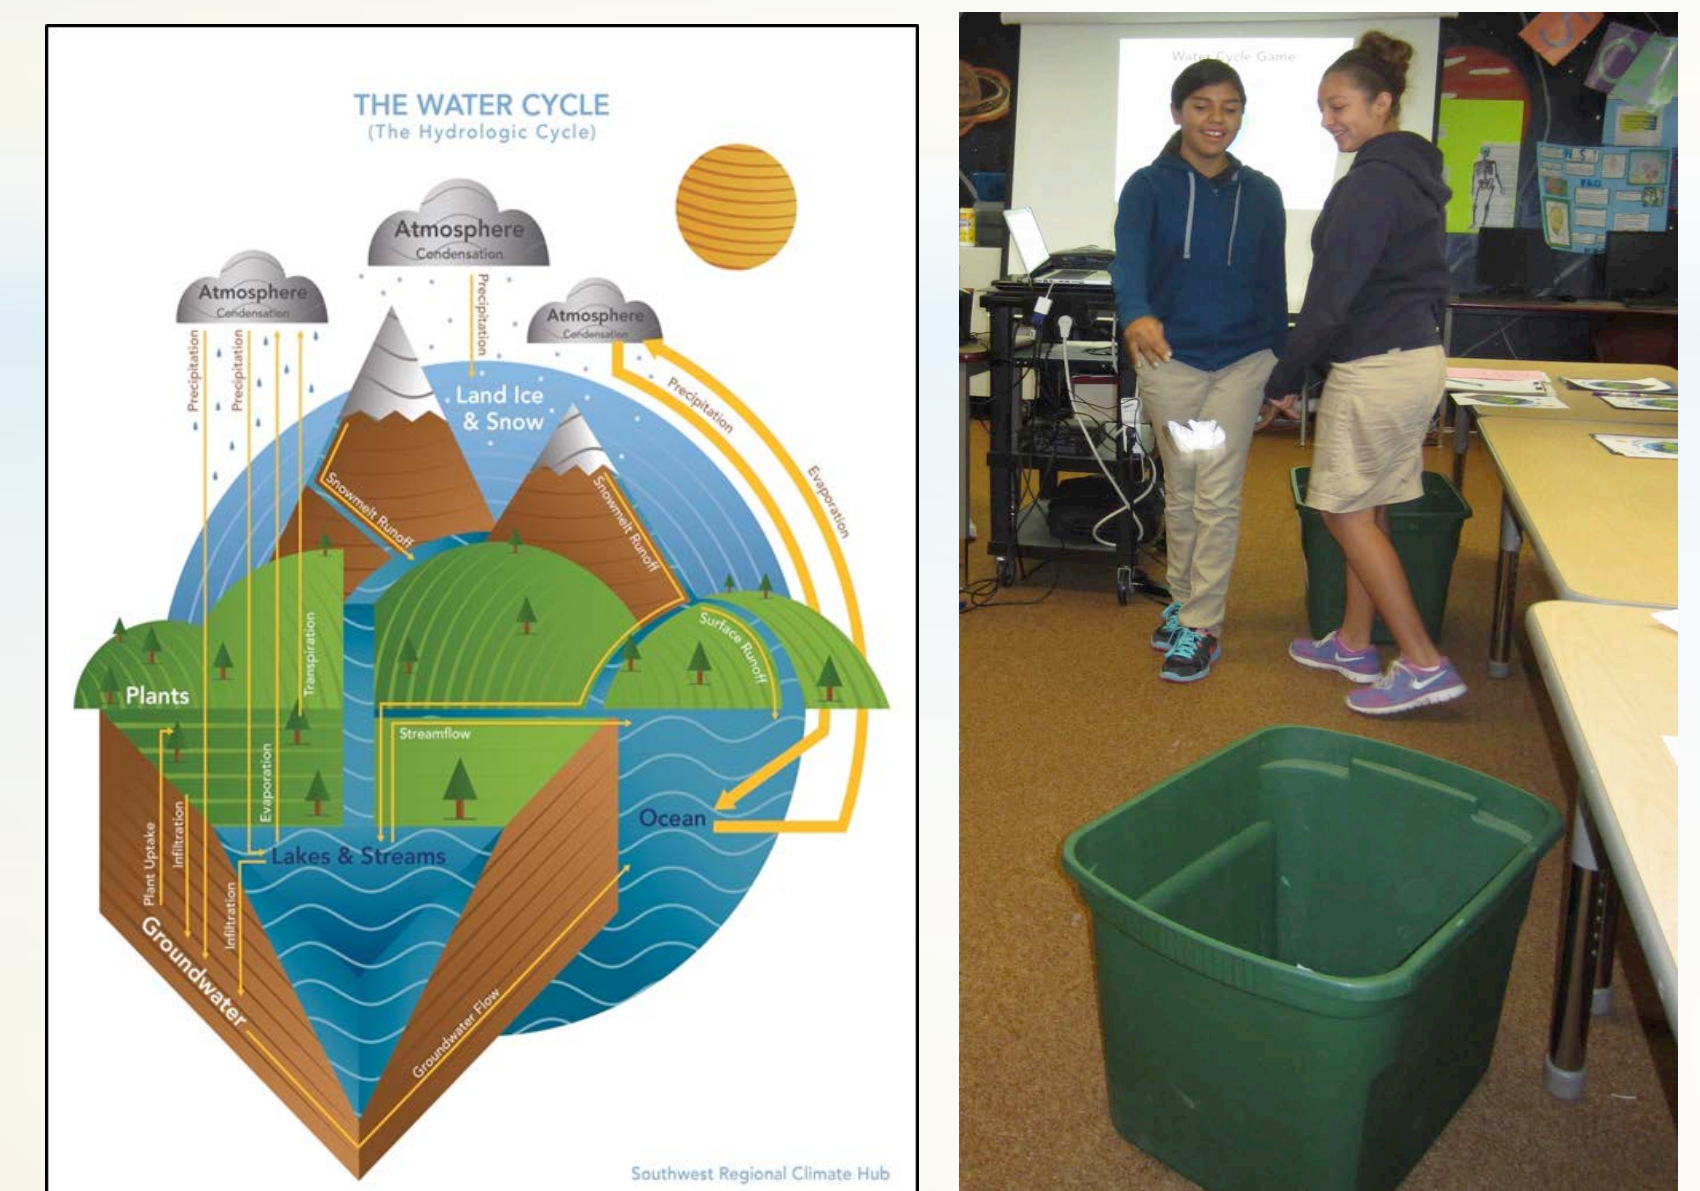 THE WATER CYCLE
(The Hydrologic Cycle)
Atmosphere
Condensation
Atmosphere
Condensation
Atmosphere
Condensation
Precipitation
Precipitation
Precipitation
Precipitation
Evaporation
Land Ice
& Snow
Snowmelt Runoff
Snowmelt Runoff
Surface Runoff
Transpiration
Plants
Streamflow
Evaporation
Ocean
Lakes & Streams
Plant Uptake
Infiltration
Infiltration
Groundwater
Groundwater Flow
Southwest Regional Climate Hub
Water Cycle Game